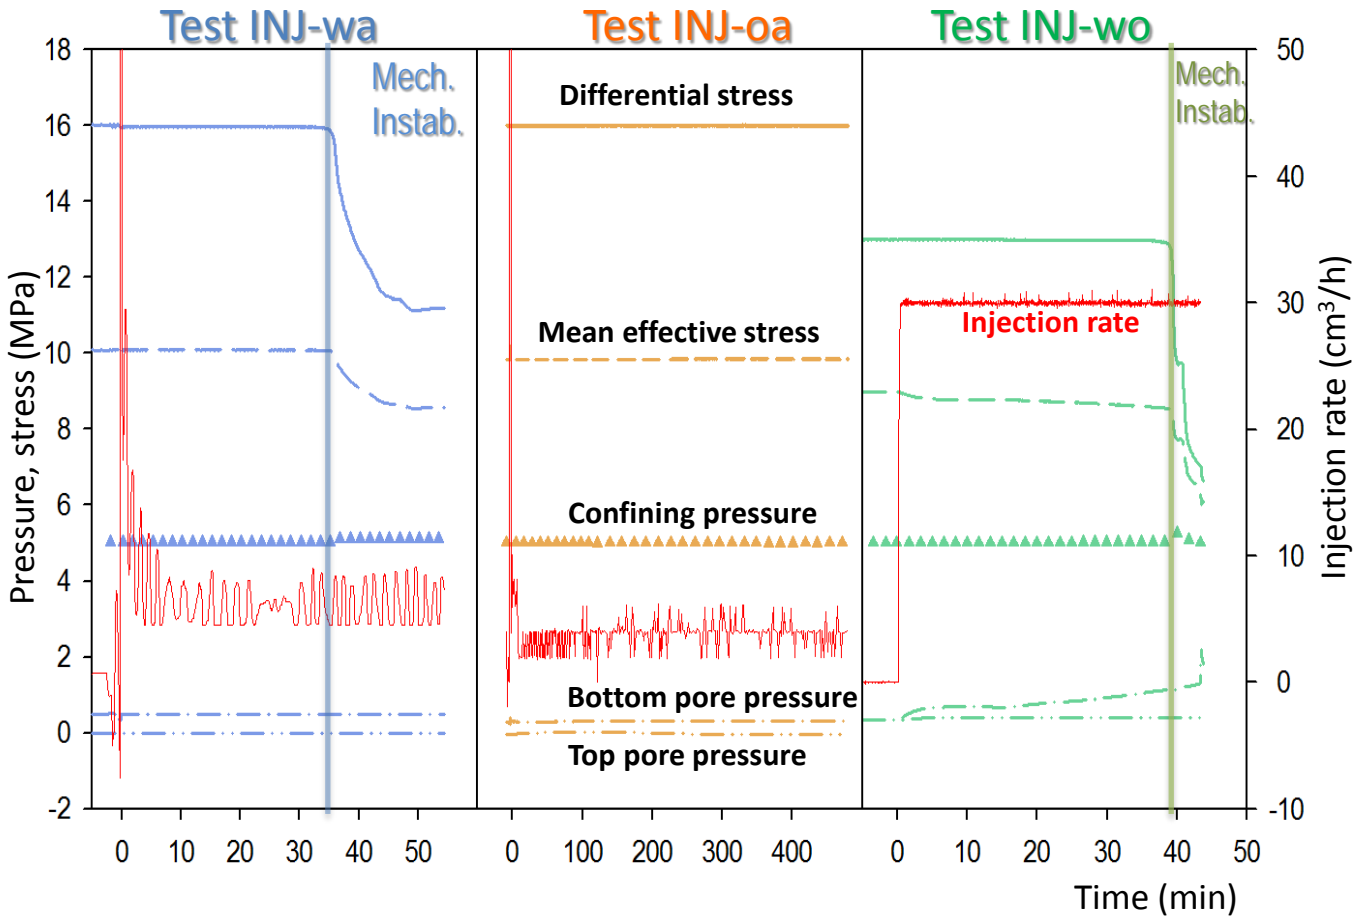 Test INJ-wa
Test INJ-oa
Test INJ-wo
Pressure, stress (MPa)
18
16
14
12
10
8
6
4
2
0
-2
Mech.
Instab.
Differential stress
Mean effective stress
Confining pressure
Bottom pore pressure
Top pore pressure
Mech.
Instab.
Injection rate
50
40
30
20
10
0
-10
Injection rate (cm³/h)
0 10 20 30 40 50
0 100 200 300 400
0 10 20 30 40 50
Time (min)